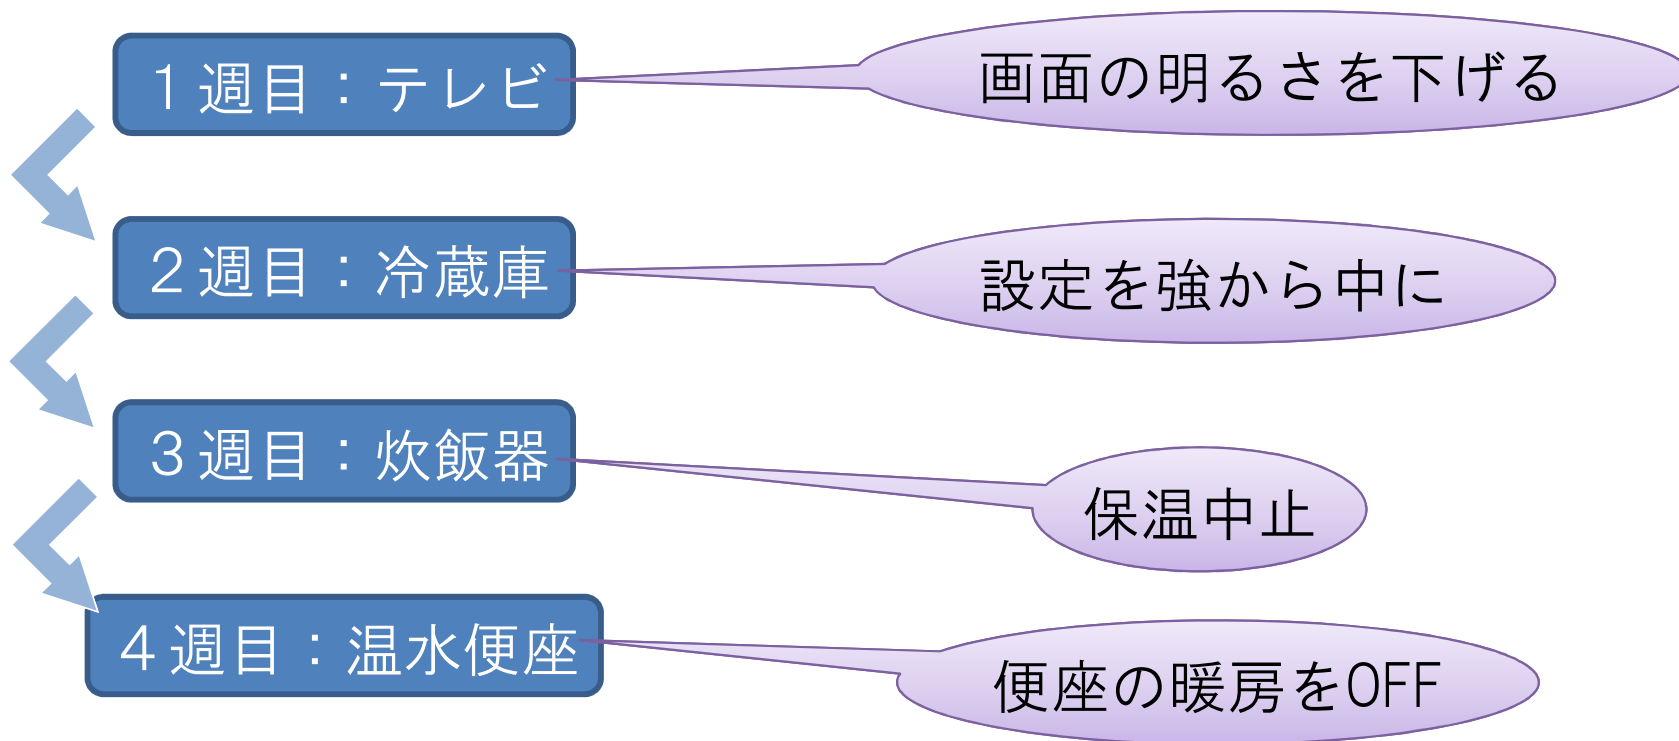 １週目：テレビ
画面の明るさを下げる
２週目：冷蔵庫
設定を強から中に
３週目：炊飯器
保温中止
４週目：温水便座
便座の暖房をOFF